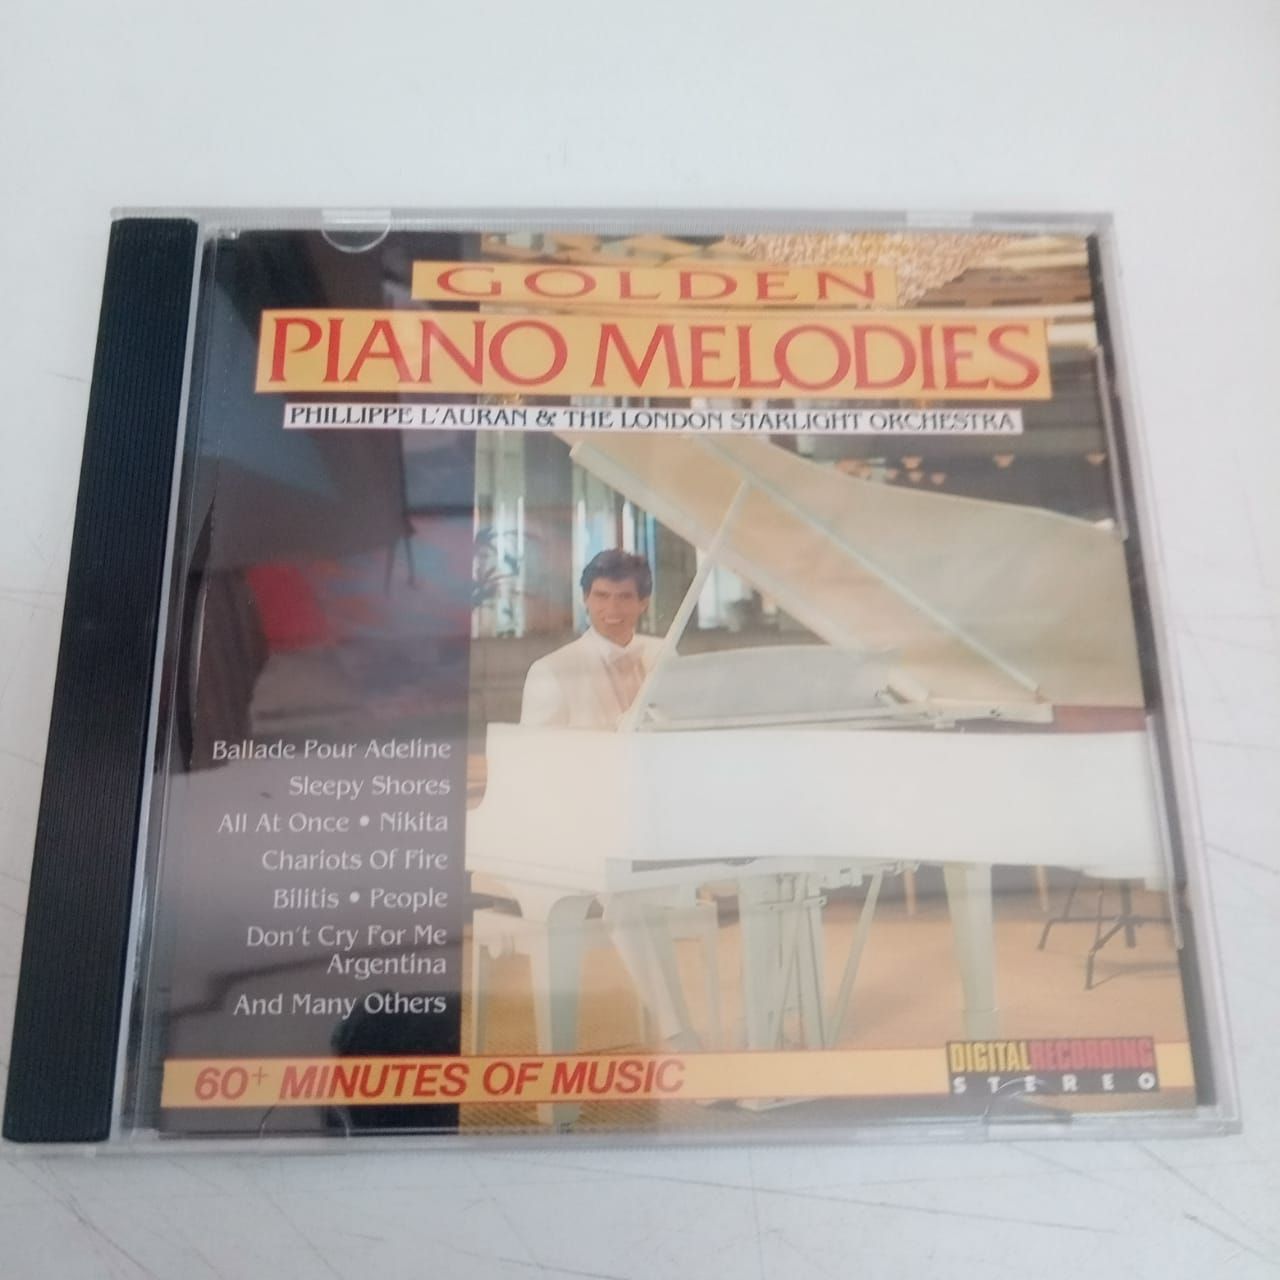 GOLDEN
PIANO MELODIES
PHILLIPPE L'AURAN & THE LONDON STARLIGHT ORCHESTRA
Ballade Pour Adeline
Sleepy Shores
All At Once • Nikita
Chariots Of Fire
Bilitis • People
Don't Cry For Me
Argentina
And Many Others
60+ MINUTES OF MUSIC
DIGITAL RECORDING
STEREO